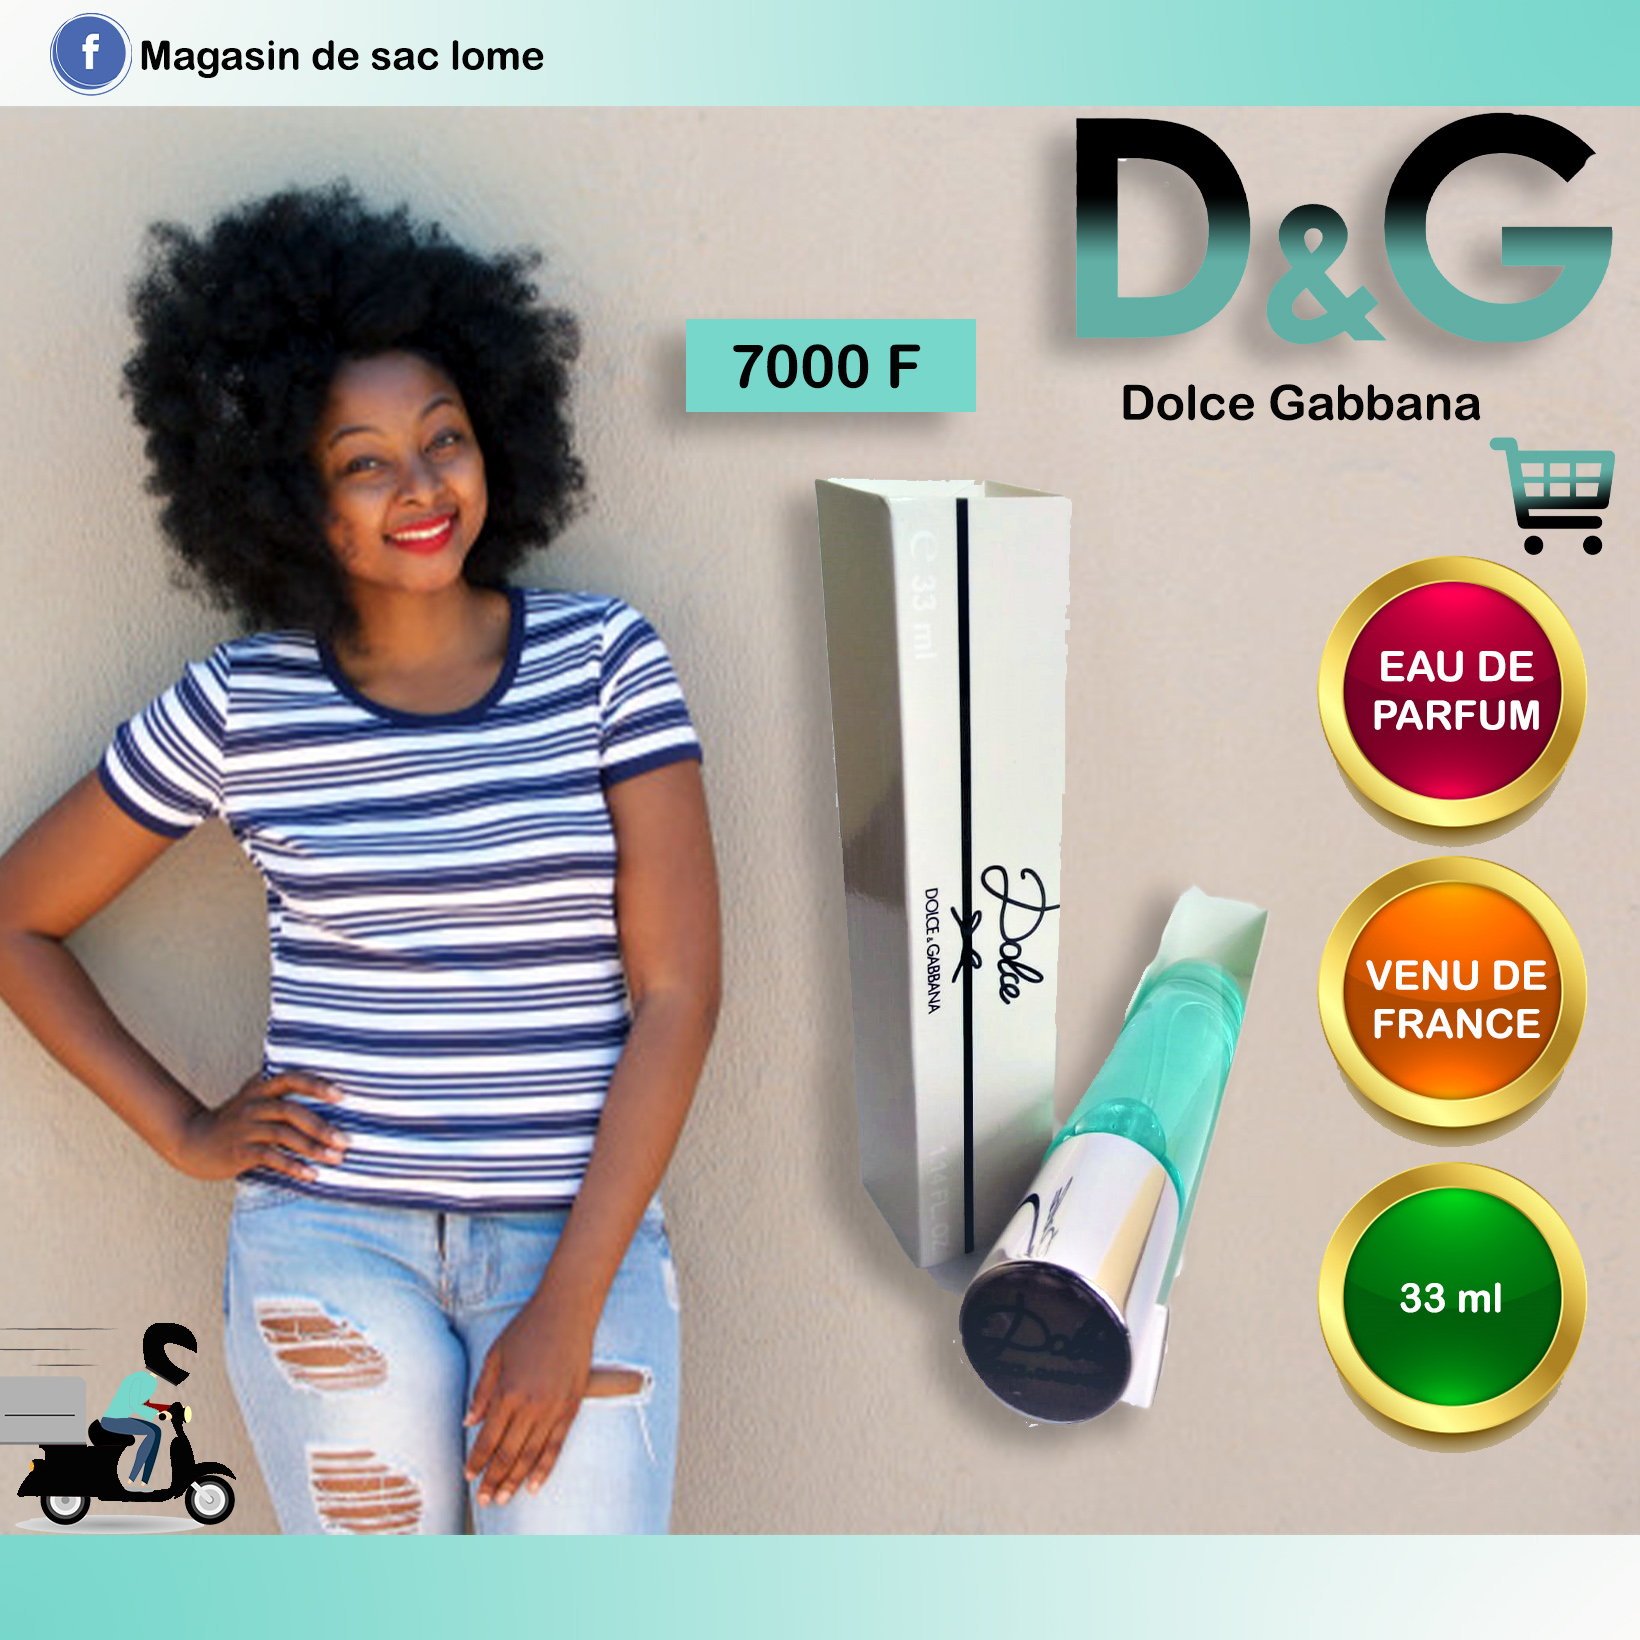 f Magasin de sac lome
D&G
Dolce Gabbana
7000 F
EAU DE
PARFUM
VENU DE
FRANCE
33 ml
e 33 ml
Dolce
DOLCE & GABBANA
Dolce